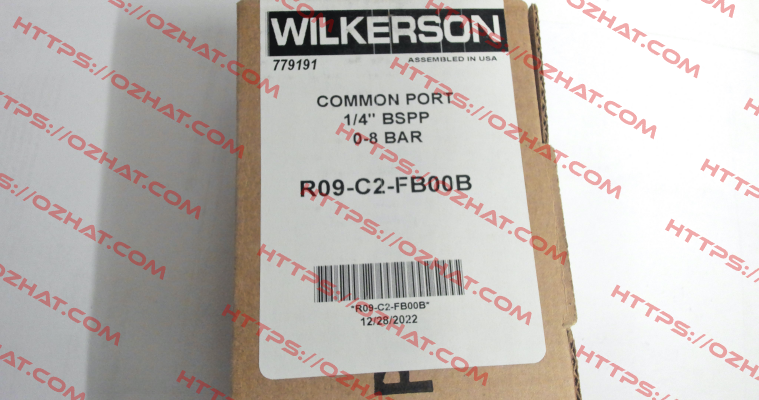 WILKERSON
779191
ASSEMBLED IN USA
COMMON PORT
1/4" BSPP
0-8 BAR
R09-C2-FB00B
*R09-C2-FB00B*
12/28/2022
HTTPS://OZHAT.COM